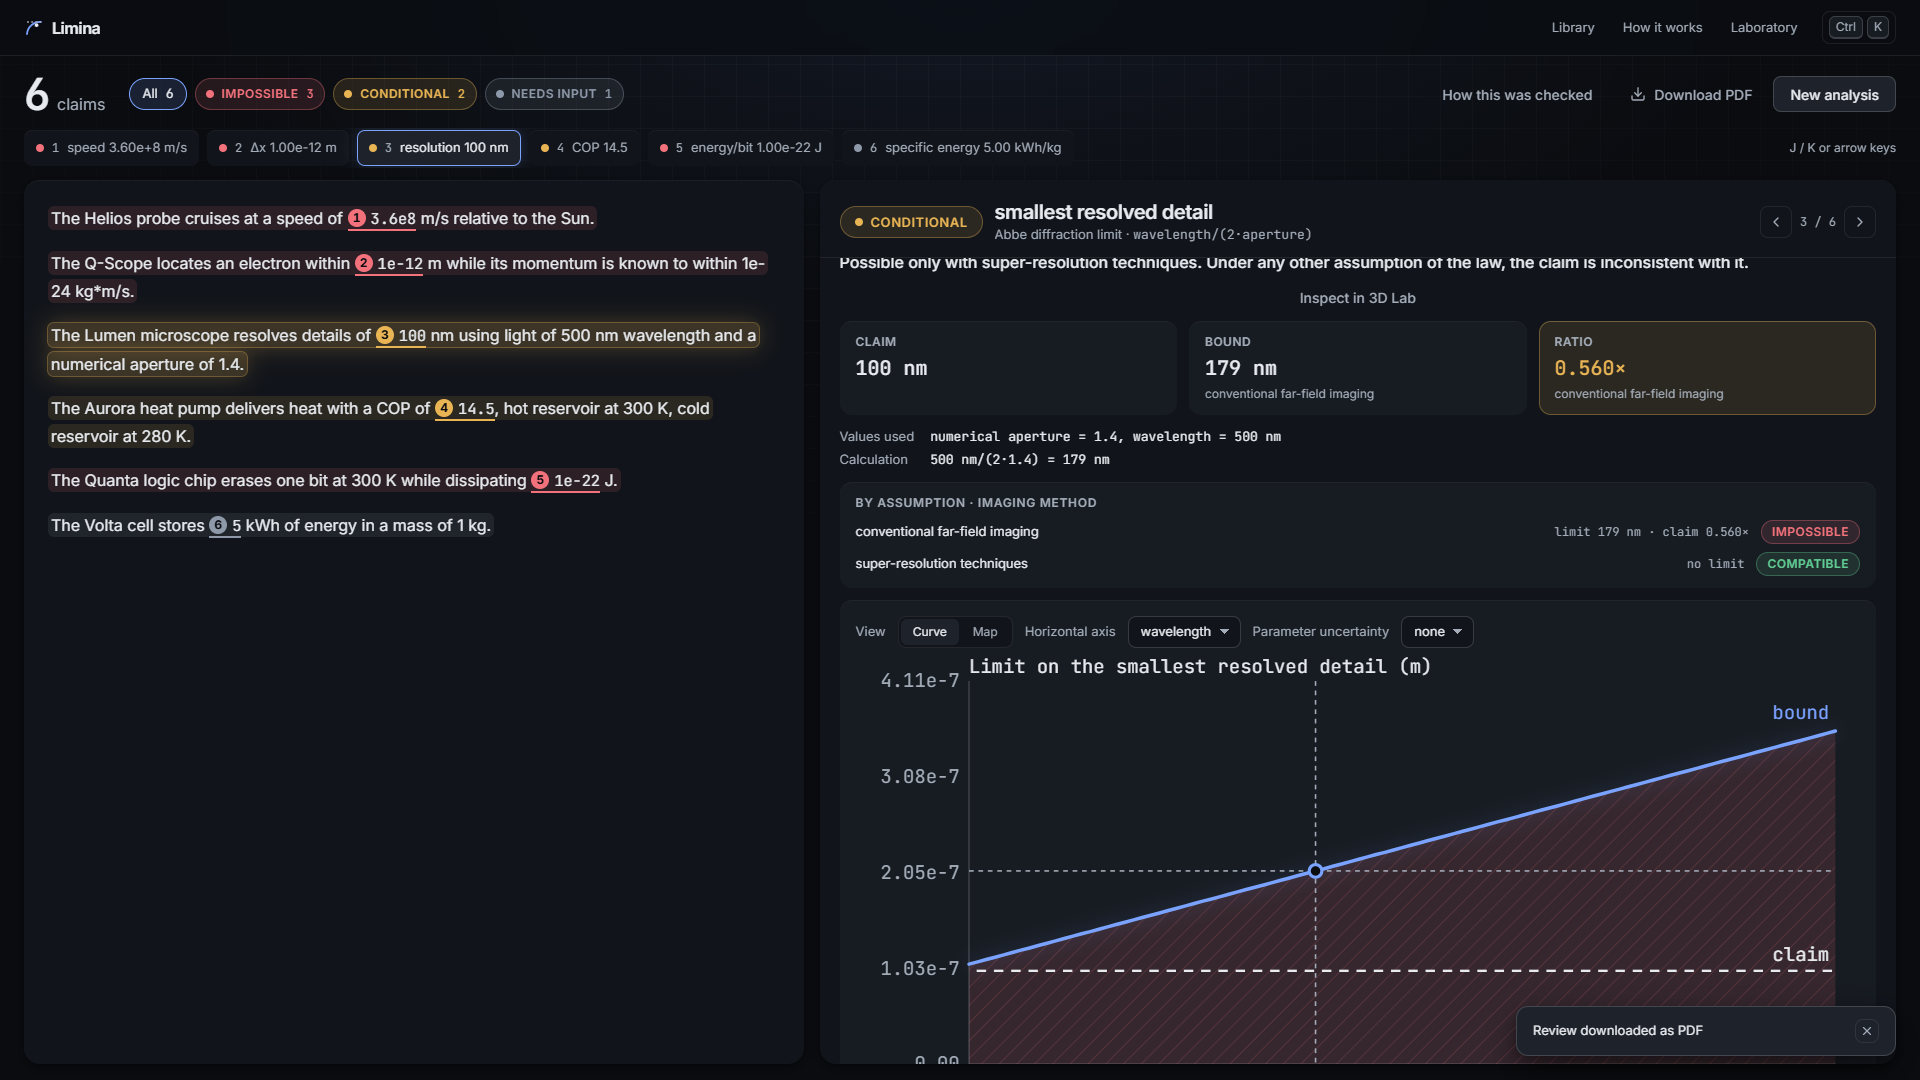 Limina
Library
How it works
Laboratory
Ctrl K
6 claims
All 6
IMPOSSIBLE 3
CONDITIONAL 2
NEEDS INPUT 1
How this was checked
Download PDF
New analysis
1 speed 3.60e+8 m/s
2 Δx 1.00e-12 m
3 resolution 100 nm
4 COP 14.5
5 energy/bit 1.00e-22 J
6 specific energy 5.00 kWh/kg
J / K or arrow keys
The Helios probe cruises at a speed of 1 3.6e8 m/s relative to the Sun.
The Q-Scope locates an electron within 2 1e-12 m while its momentum is known to within 1e-
24 kg*m/s.
The Lumen microscope resolves details of 3 100 nm using light of 500 nm wavelength and a
numerical aperture of 1.4.
The Aurora heat pump delivers heat with a COP of 4 14.5, hot reservoir at 300 K, cold
reservoir at 280 K.
The Quanta logic chip erases one bit at 300 K while dissipating 5 1e-22 J.
The Volta cell stores 6 5 kWh of energy in a mass of 1 kg.
CONDITIONAL
smallest resolved detail
Abbe diffraction limit · wavelength/(2·aperture)
3 / 6
Possible only with super-resolution techniques. Under any other assumption of the law, the claim is inconsistent with it.
Inspect in 3D Lab
CLAIM
100 nm
BOUND
179 nm
conventional far-field imaging
RATIO
0.560×
conventional far-field imaging
Values used numerical aperture = 1.4, wavelength = 500 nm
Calculation 500 nm/(2·1.4) = 179 nm
BY ASSUMPTION · IMAGING METHOD
conventional far-field imaging limit 179 nm · claim 0.560× IMPOSSIBLE
super-resolution techniques no limit COMPATIBLE
View Curve Map Horizontal axis wavelength Parameter uncertainty none
Limit on the smallest resolved detail (m)
4.11e-7
bound
3.08e-7
2.05e-7
claim
1.03e-7
0.00
Review downloaded as PDF